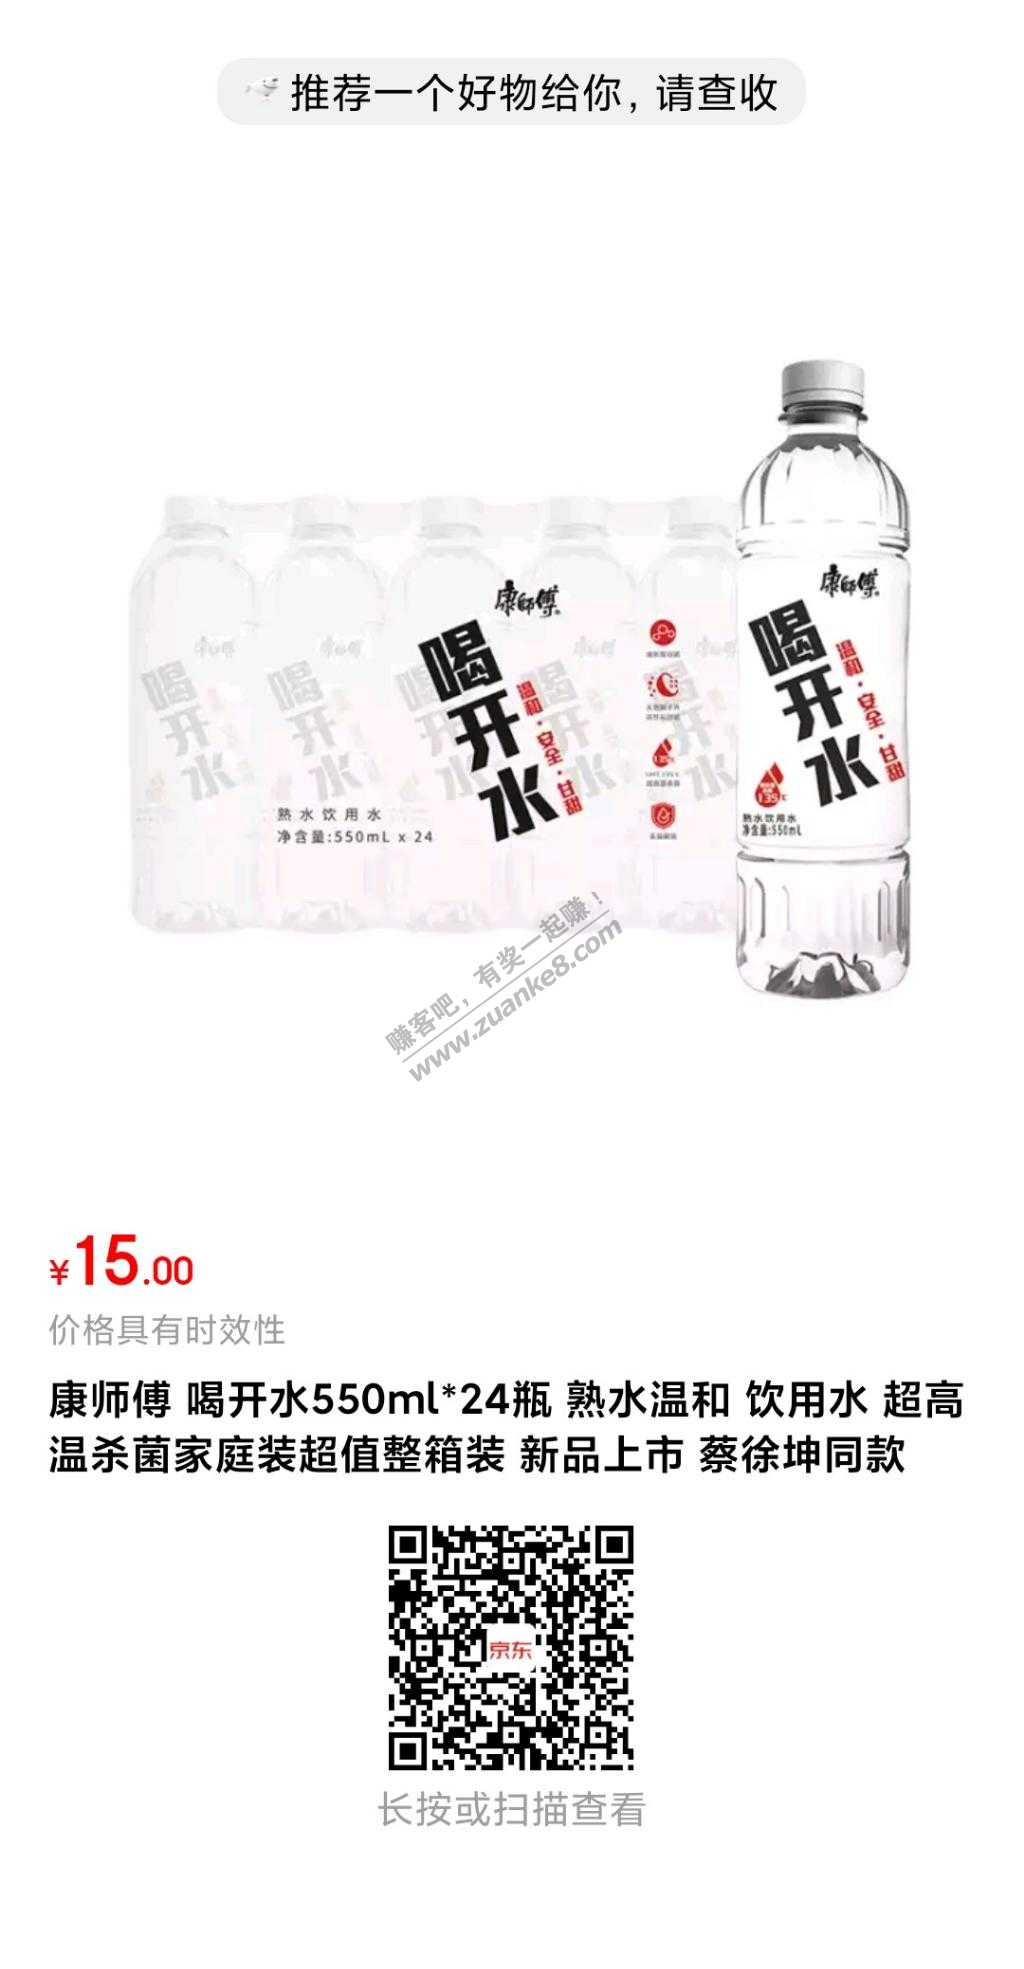 推荐一个好物给你，请查收
康师傅
喝开水
温和·安全·甘甜
熟水饮用水
净含量:550mL x 24
康师傅
喝开水
温和·安全·甘甜
135℃
熟水饮用水
净含量:550mL
赚客吧，有奖一起赚！
www.zuanke8.com
¥15.00
价格具有时效性
康师傅 喝开水550ml*24瓶 熟水温和 饮用水 超高
温杀菌家庭装超值整箱装 新品上市 蔡徐坤同款
京东
长按或扫描查看